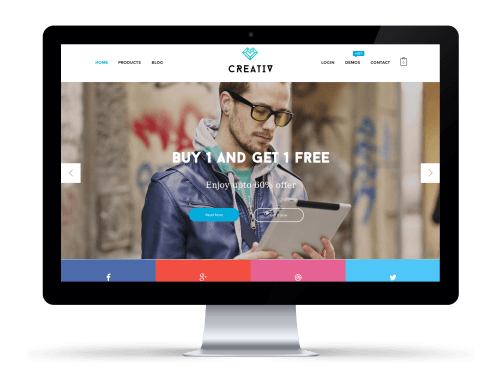 HOME PRODUCTS BLOG
CREATIV
LOGIN DEMOS CONTACT
BUY 1 AND GET 1 FREE
Enjoy upto 60% offer
Read More